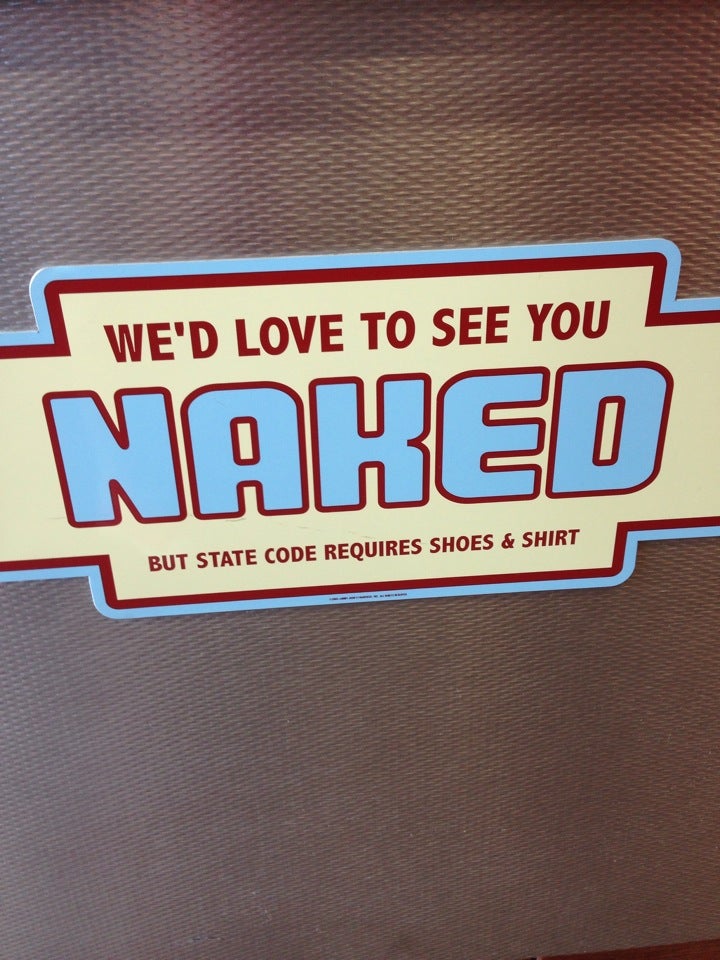 WE'D LOVE TO SEE YOU
NAKED
BUT STATE CODE REQUIRES SHOES & SHIRT